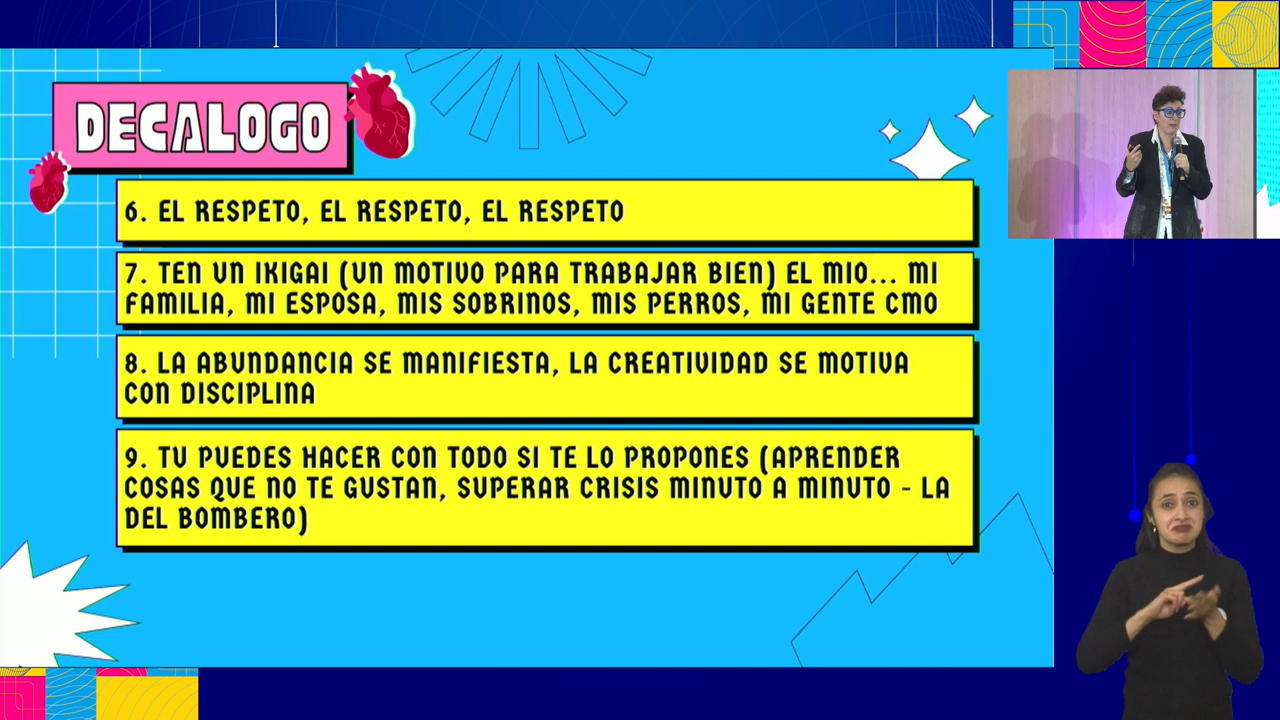 DECALOGO
6. EL RESPETO, EL RESPETO, EL RESPETO
7. TEN UN IKIGAI (UN MOTIVO PARA TRABAJAR BIEN) EL MIO... MI
FAMILIA, MI ESPOSA, MIS SOBRINOS, MIS PERROS, MI GENTE CMO
8. LA ABUNDANCIA SE MANIFIESTA, LA CREATIVIDAD SE MOTIVA
CON DISCIPLINA
9. TU PUEDES HACER CON TODO SI TE LO PROPONES (APRENDER
COSAS QUE NO TE GUSTAN, SUPERAR CRISIS MINUTO A MINUTO - LA
DEL BOMBERO)